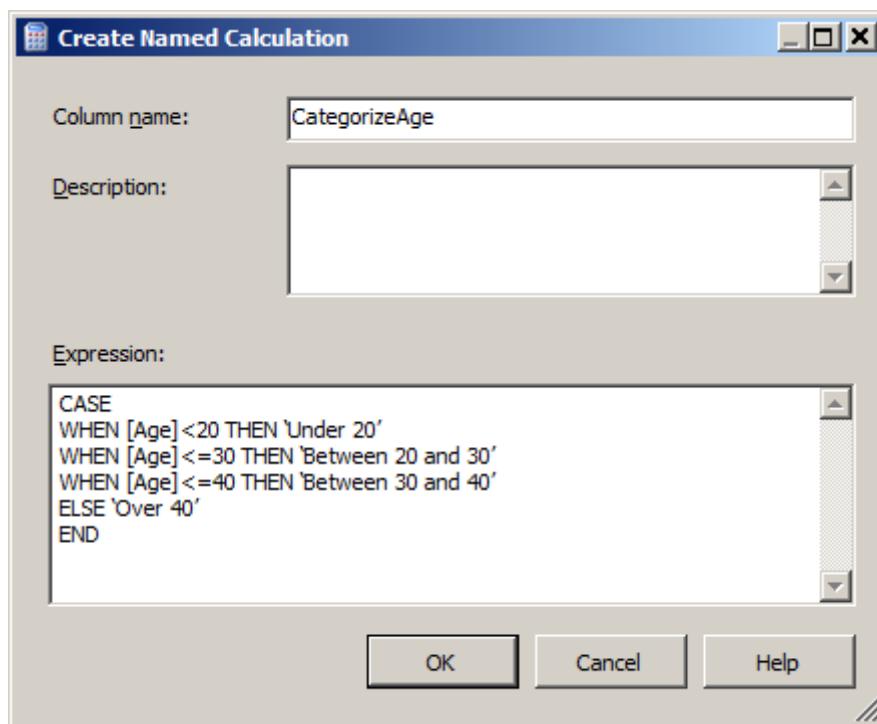 Create Named Calculation
Column name:
CategorizeAge
Description:
Expression:
CASE
WHEN [Age]<20 THEN ‘Under 20’
WHEN [Age]<=30 THEN ‘Between 20 and 30’
WHEN [Age]<=40 THEN ‘Between 30 and 40’
ELSE ‘Over 40’
END
OK
Cancel
Help